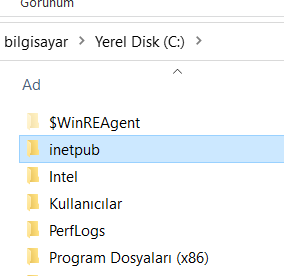 Görünüm
bilgisayar > Yerel Disk (C:) >
Ad
$WinREAgent
inetpub
Intel
Kullanıcılar
PerfLogs
Program Dosyaları (x86)